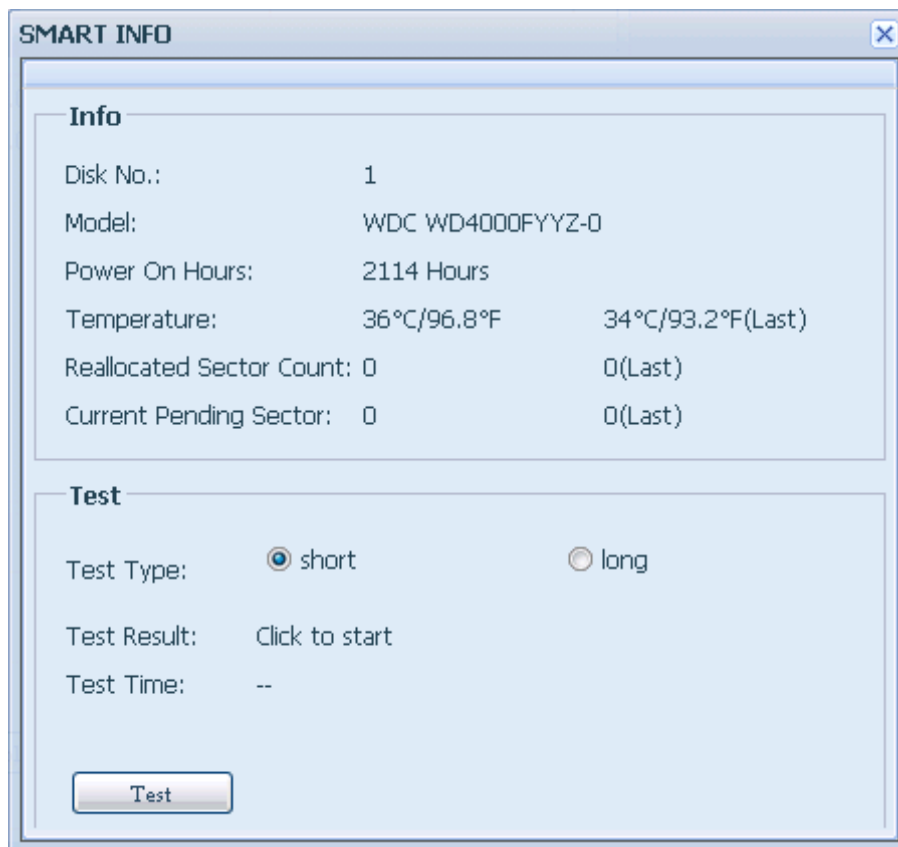 SMART INFO
Info
Disk No.: 1
Model: WDC WD4000FYYZ-0
Power On Hours: 2114 Hours
Temperature: 36°C/96.8°F 34°C/93.2°F(Last)
Reallocated Sector Count: 0 0(Last)
Current Pending Sector: 0 0(Last)
Test
Test Type: short long
Test Result: Click to start
Test Time: --
Test